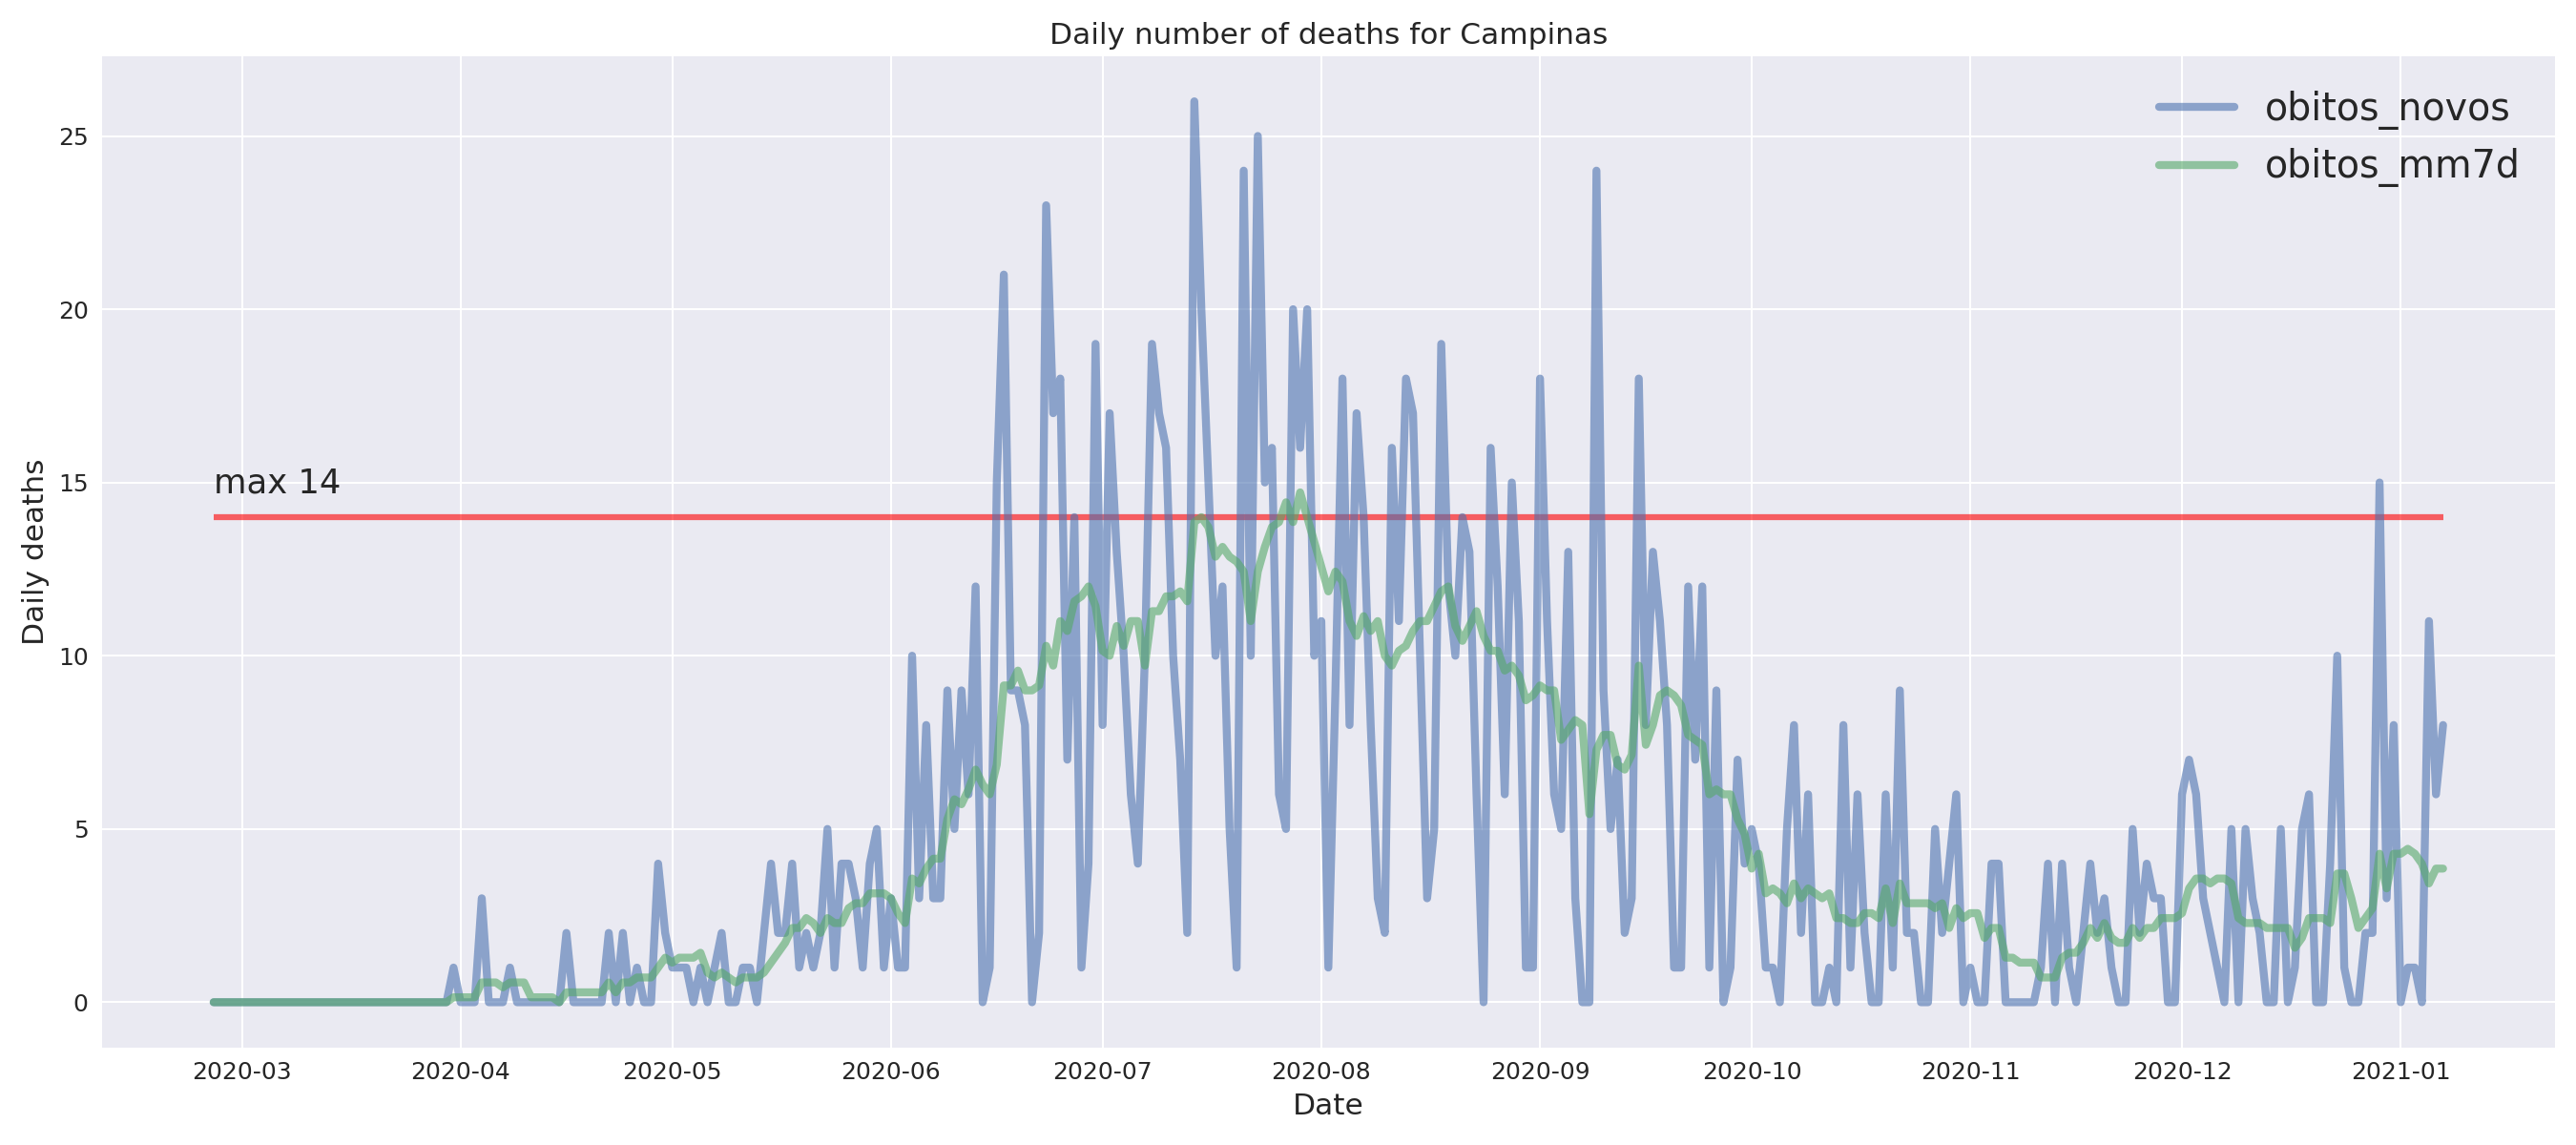 Daily number of deaths for Campinas
obitos_novos
obitos_mm7d
max 14
Daily deaths
25
20
15
10
5
0
2020-03 2020-04 2020-05 2020-06 2020-07 2020-08 2020-09 2020-10 2020-11 2020-12 2021-01
Date